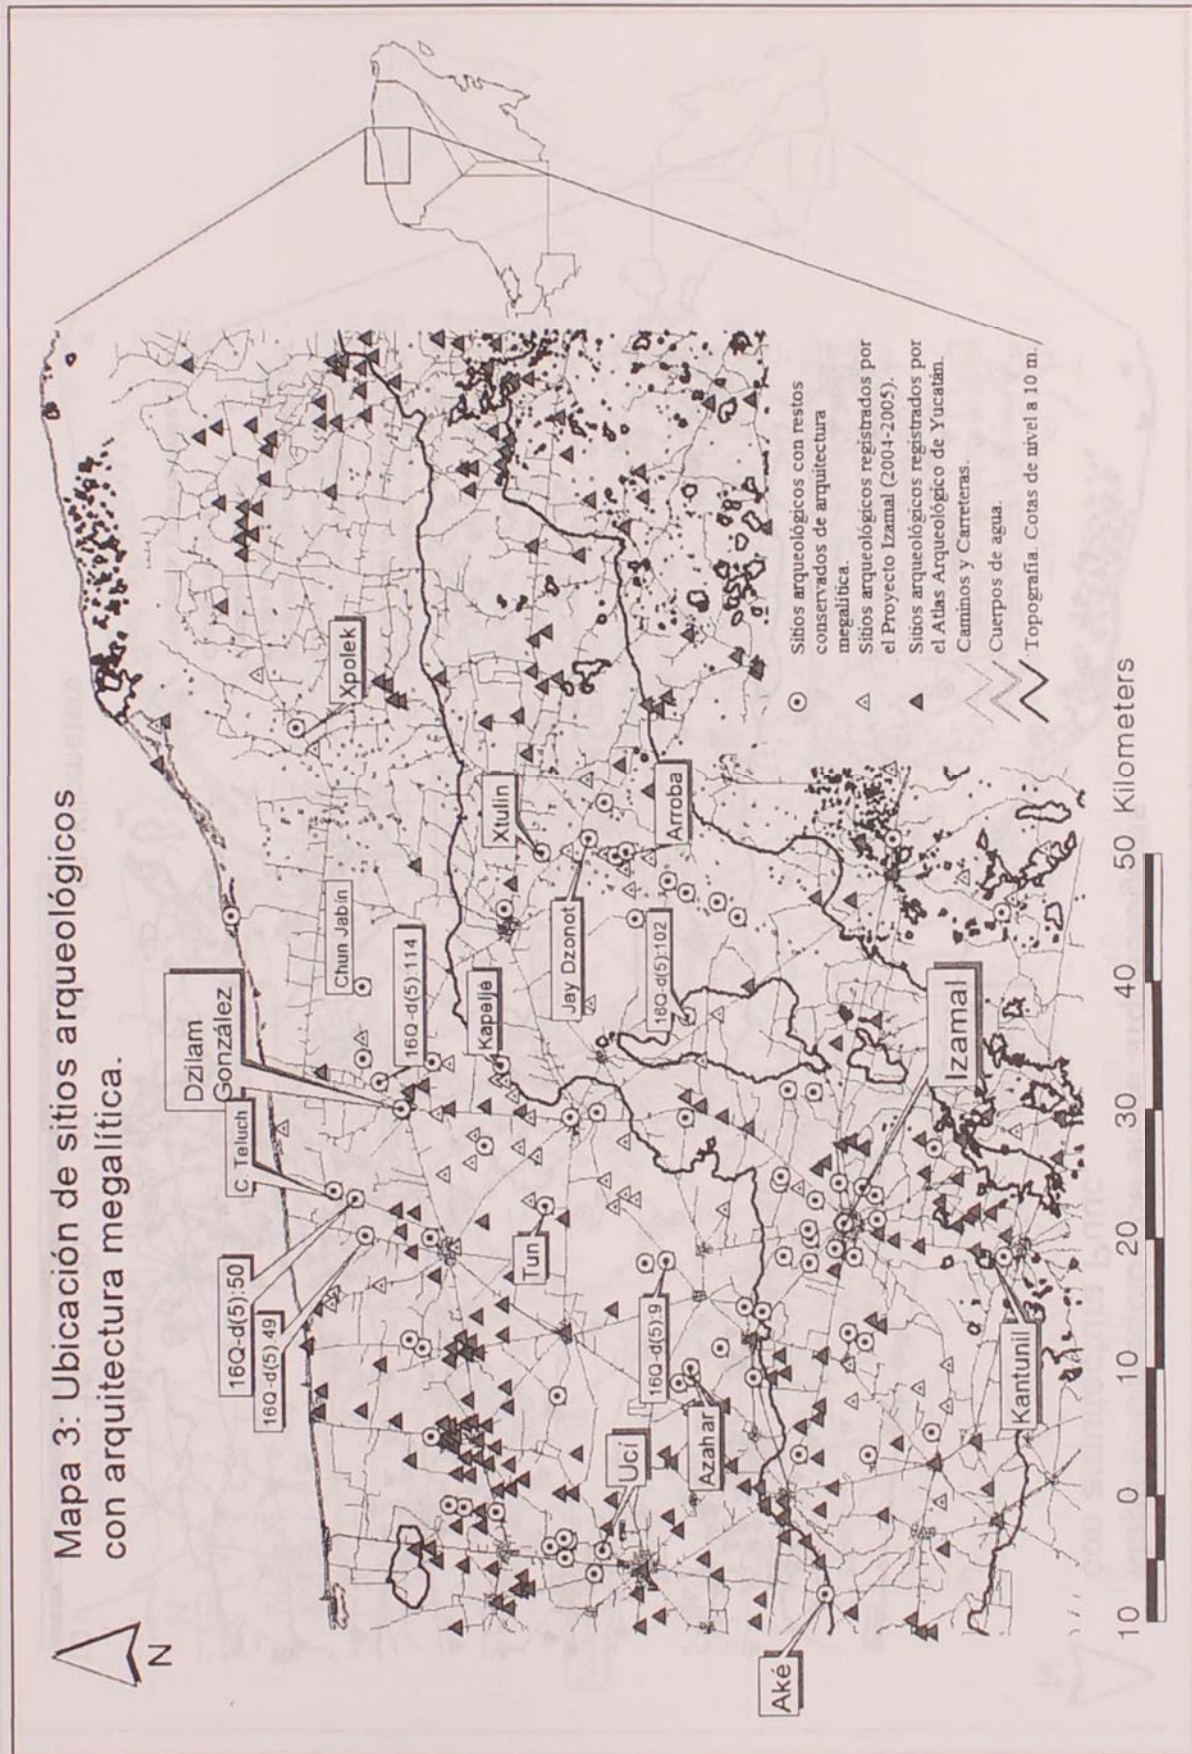 Mapa 3: Ubicación de sitios arqueológicos
con arquitectura megalítica.
N
Dzilam
González
C. Teluch
16Q-d(5):50
16Q-d(5):49
Chun Jabín
16Q-d(5):114
Xpolek
Kapeljé
Xtulin
Tun
Jay Dzonot
Arroba
16Q-d(5):102
16Q-d(5):9
Ucí
Azahar
Aké
Izamal
Kantunil
Sitios arqueológicos con restos
conservados de arquitectura
megalítica.
Sitios arqueológicos registrados por
el Proyecto Izamal (2004-2005).
Sitios arqueológicos registrados por
el Atlas Arqueológico de Yucatán.
Caminos y Carreteras.
Cuerpos de agua.
Topografía. Cotas de nivel a 10 m.
10 0 10 20 30 40 50 Kilometers